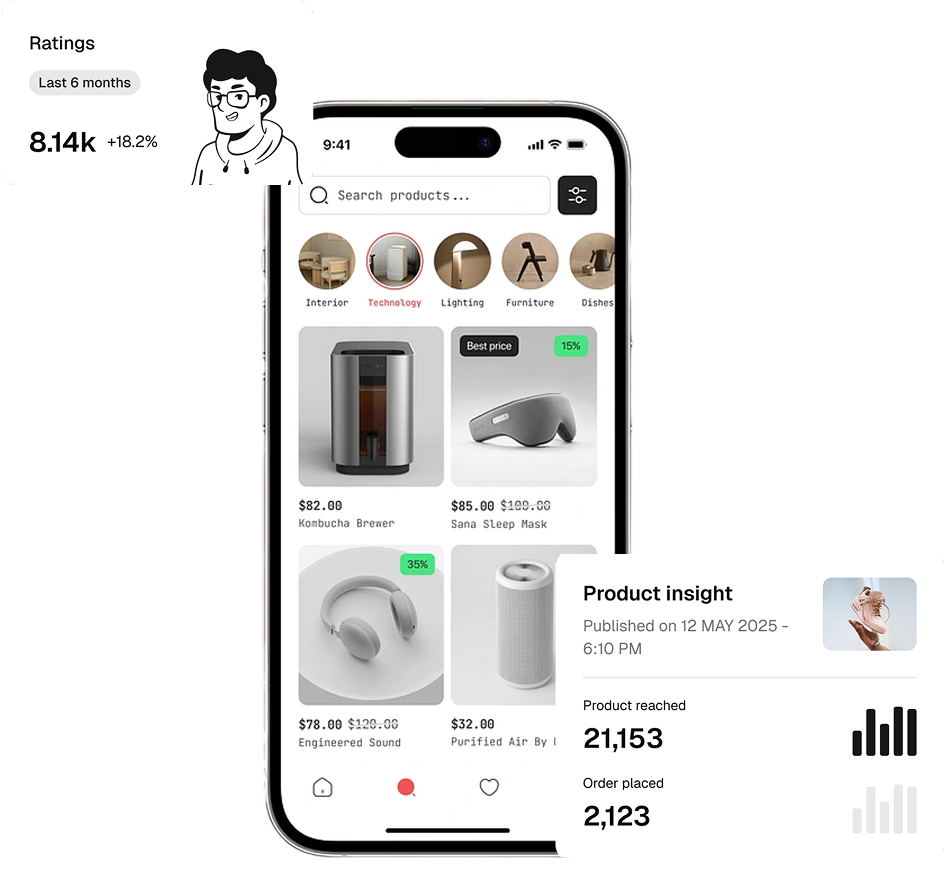 Ratings
Last 6 months
8.14k +18.2%
9:41
Search products...
Interior Technology Lighting Furniture Dishes
Best price 15%
$82.00
Kombucha Brewer
$85.00 $100.00
Sana Sleep Mask
35%
$78.00 $120.00
Engineered Sound
$32.00
Purified Air By
Product insight
Published on 12 MAY 2025 -
6:10 PM
Product reached
21,153
Order placed
2,123